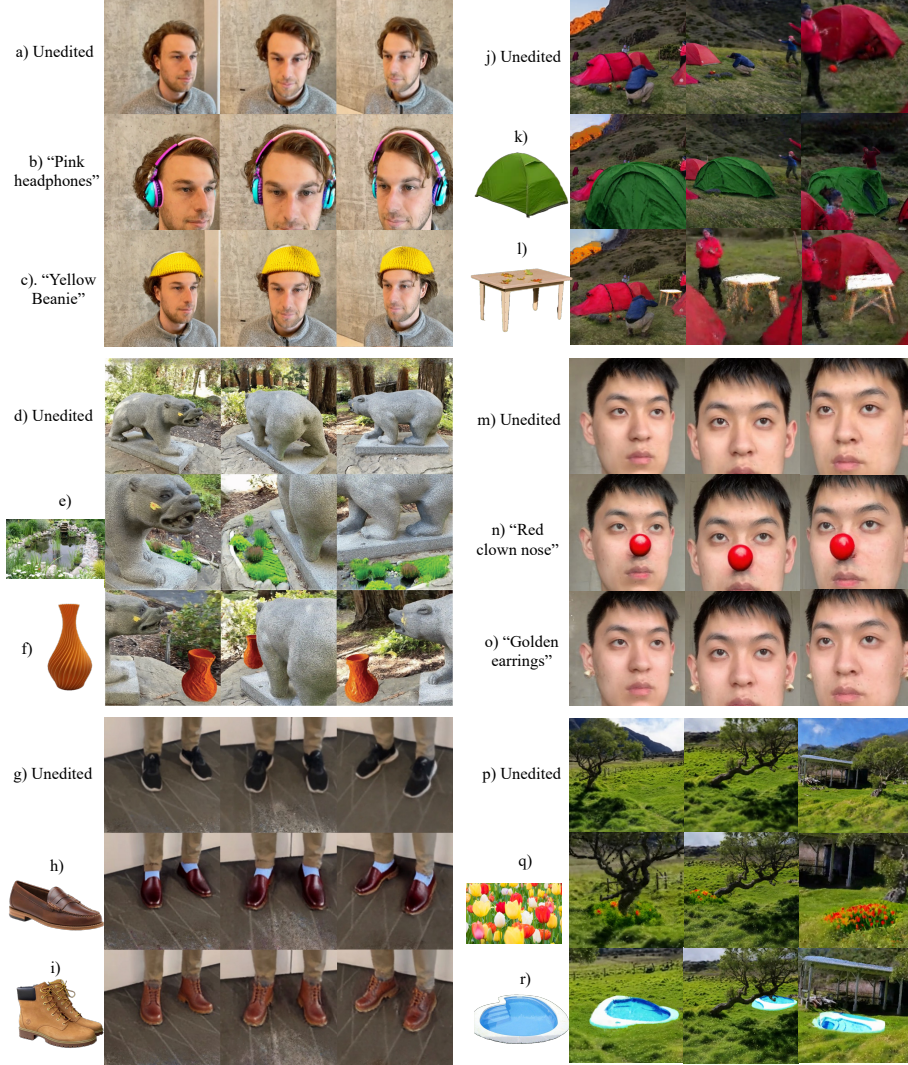 a) Unedited
b) “Pink
headphones”
c). “Yellow
Beanie”
d) Unedited
e)
f)
g) Unedited
h)
i)
j) Unedited
k)
l)
m) Unedited
n) “Red
clown nose”
o) “Golden
earrings”
p) Unedited
q)
r)